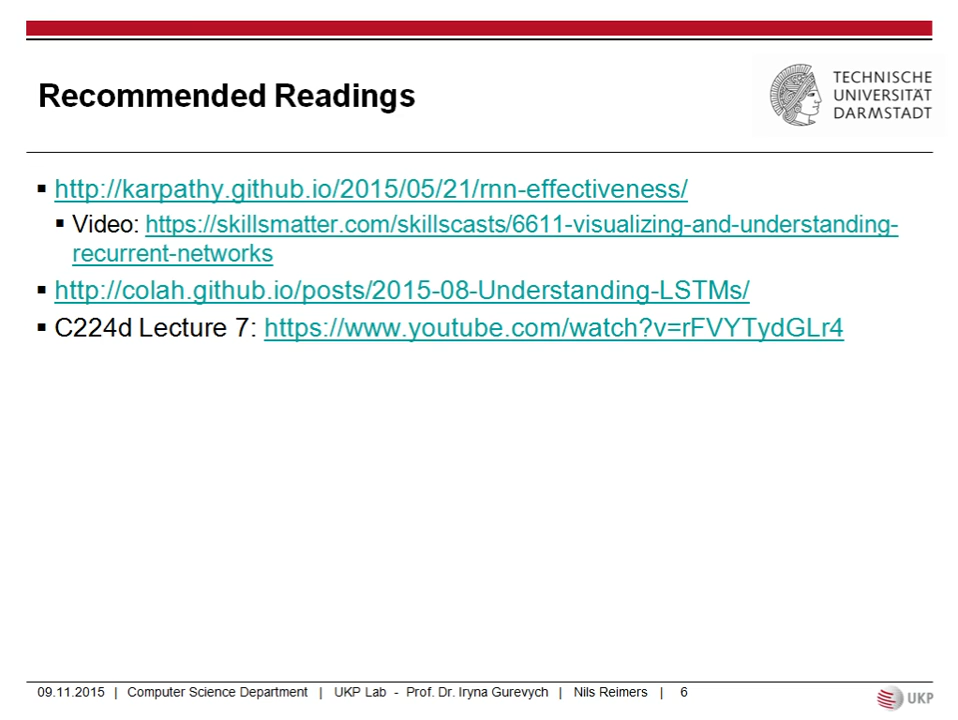 Recommended Readings
TECHNISCHE
UNIVERSITÄT
DARMSTADT
▪ http://karpathy.github.io/2015/05/21/rnn-effectiveness/
▪ Video: https://skillsmatter.com/skillscasts/6611-visualizing-and-understanding-
recurrent-networks
▪ http://colah.github.io/posts/2015-08-Understanding-LSTMs/
▪ C224d Lecture 7: https://www.youtube.com/watch?v=rFVYTydGLr4
09.11.2015 | Computer Science Department | UKP Lab - Prof. Dr. Iryna Gurevych | Nils Reimers | 6
UKP